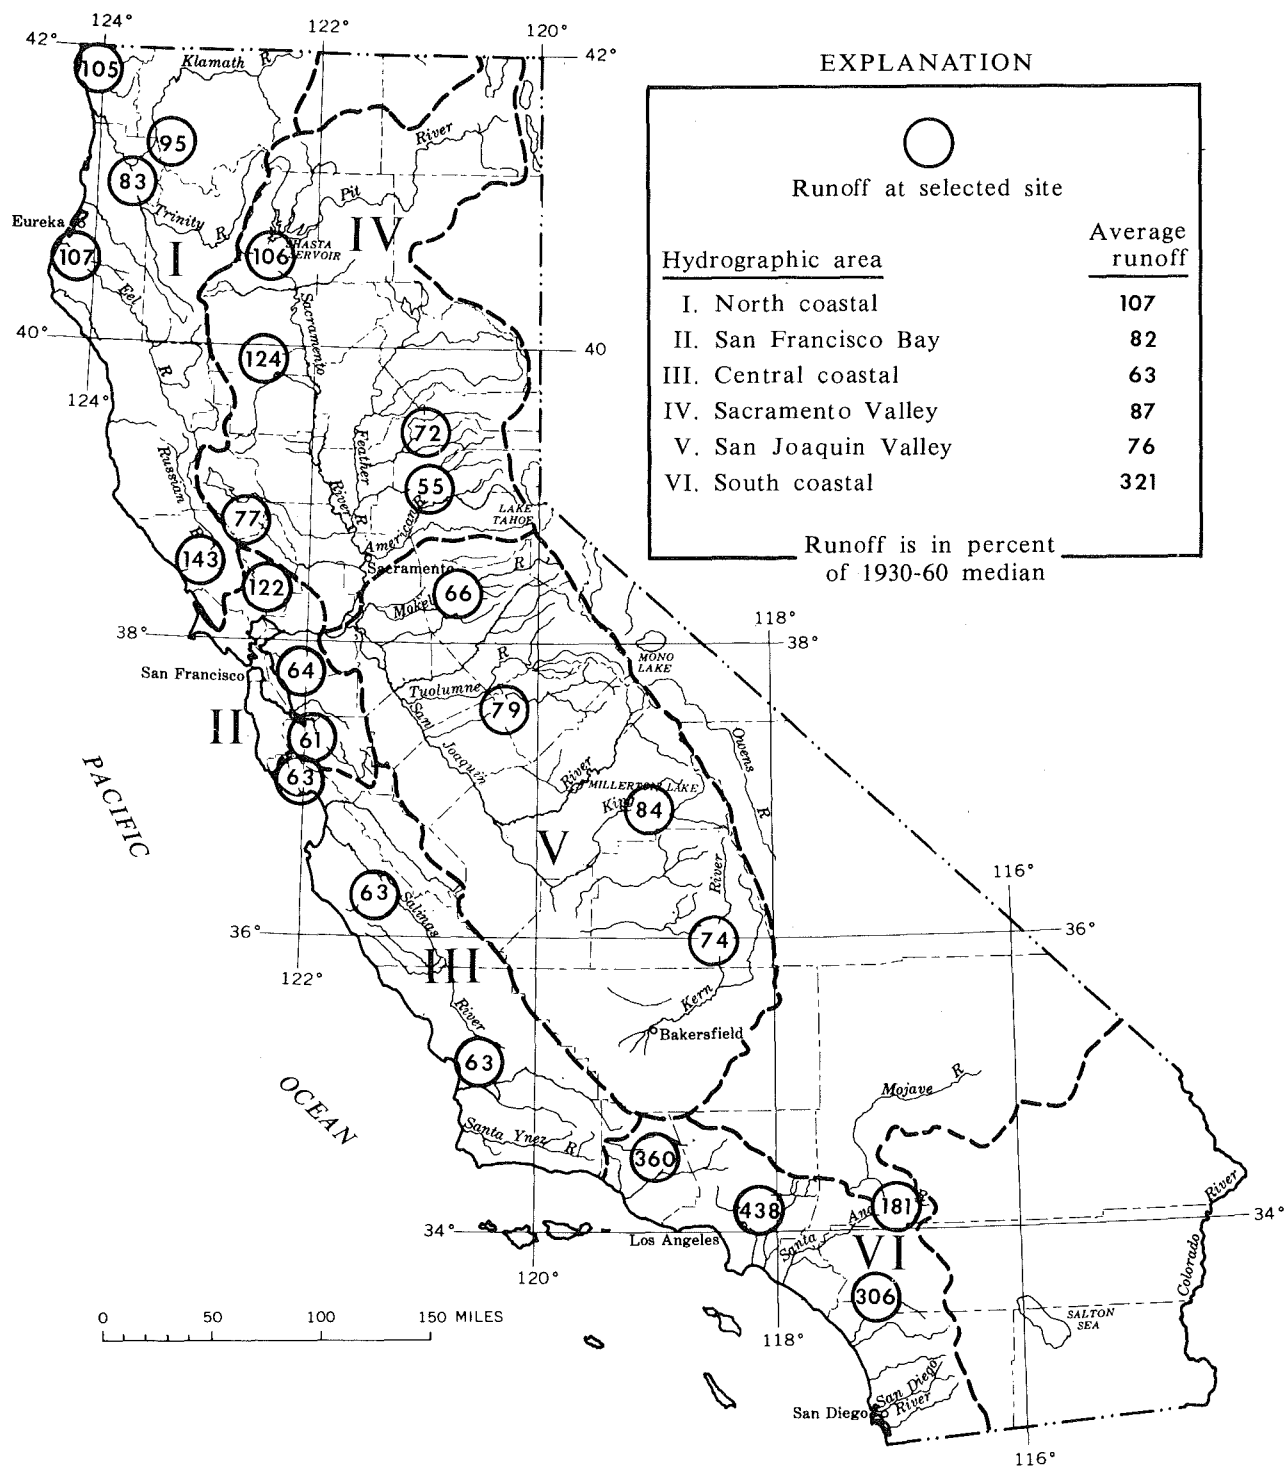 124°
122°
120°
42°
42°
EXPLANATION
Runoff at selected site
Hydrographic area
Average
runoff
I. North coastal 107
II. San Francisco Bay 82
III. Central coastal 63
IV. Sacramento Valley 87
V. San Joaquin Valley 76
VI. South coastal 321
Runoff is in percent
of 1930-60 median
105
Klamath R
95
River
83
Pit
Trinity R
Eureka
I
IV
107
106
SHASTA
Eel
Sacramento
40°
40
124
R
124°
72
Feather
Russian
55
River
R
LAKE
TAHOE
77
American R
R
143
Sacramento
122
R
66
Mokel
118°
38°
38°
MONO
LAKE
San Francisco
64
R
Tuolumne
79
San
II
61
Joaquin
Owens
63
River
MILLERTON LAKE
PACIFIC
84
R
V
116°
River
63
Salinas
74
36°
36°
III
122°
Kern
River
Bakersfield
63
Mojave R
OCEAN
Santa Ynez R
360
River
438
181
R
34°
34°
Los Angeles
Santa Ana
VI
Colorado
120°
306
0 50 100 150 MILES
SALTON
SEA
118°
San Diego
River
San Diego
116°